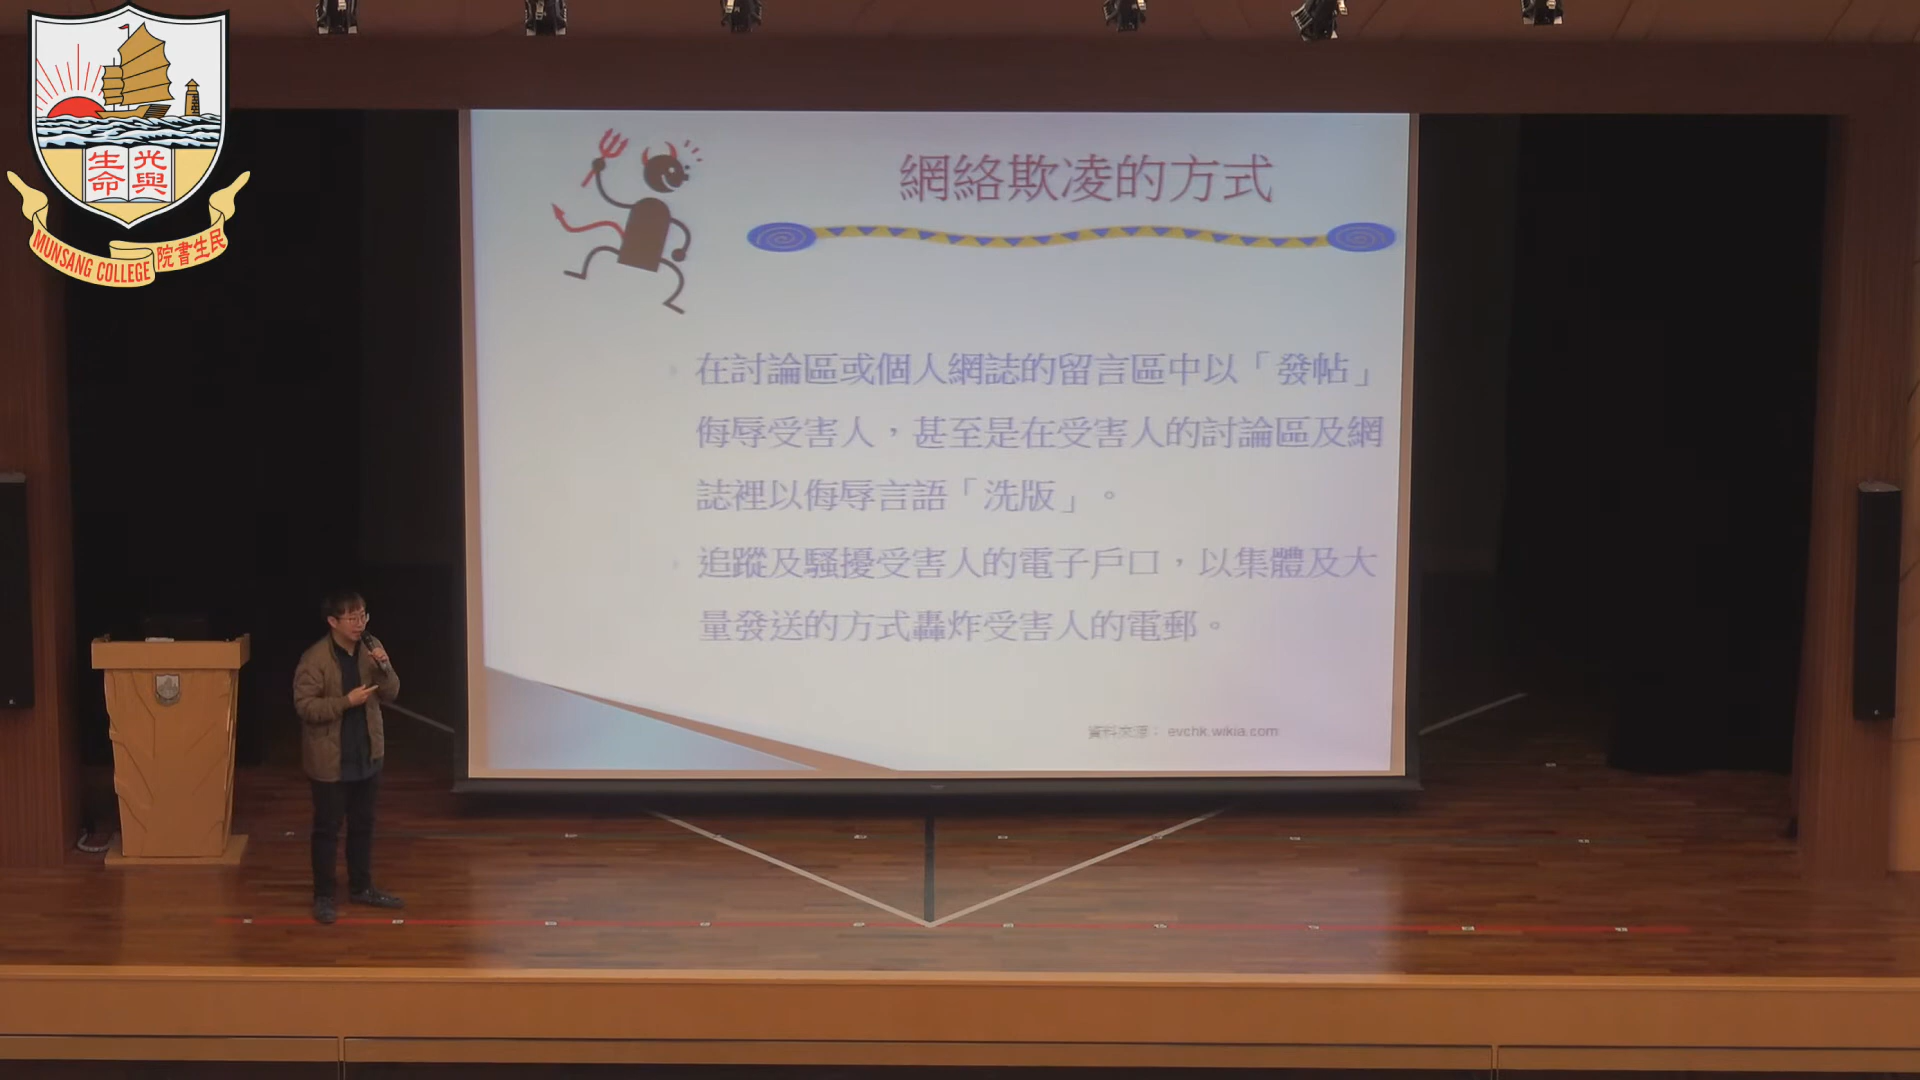 生命
光與
MUNSANG COLLEGE 院書生民
網絡欺凌的方式
在討論區或個人網誌的留言區中以「發帖」
侮辱受害人，甚至是在受害人的討論區及網
誌裡以侮辱言語「洗版」。
追蹤及騷擾受害人的電子戶口，以集體及大
量發送的方式轟炸受害人的電郵。
資料來源： evchk.wikia.com